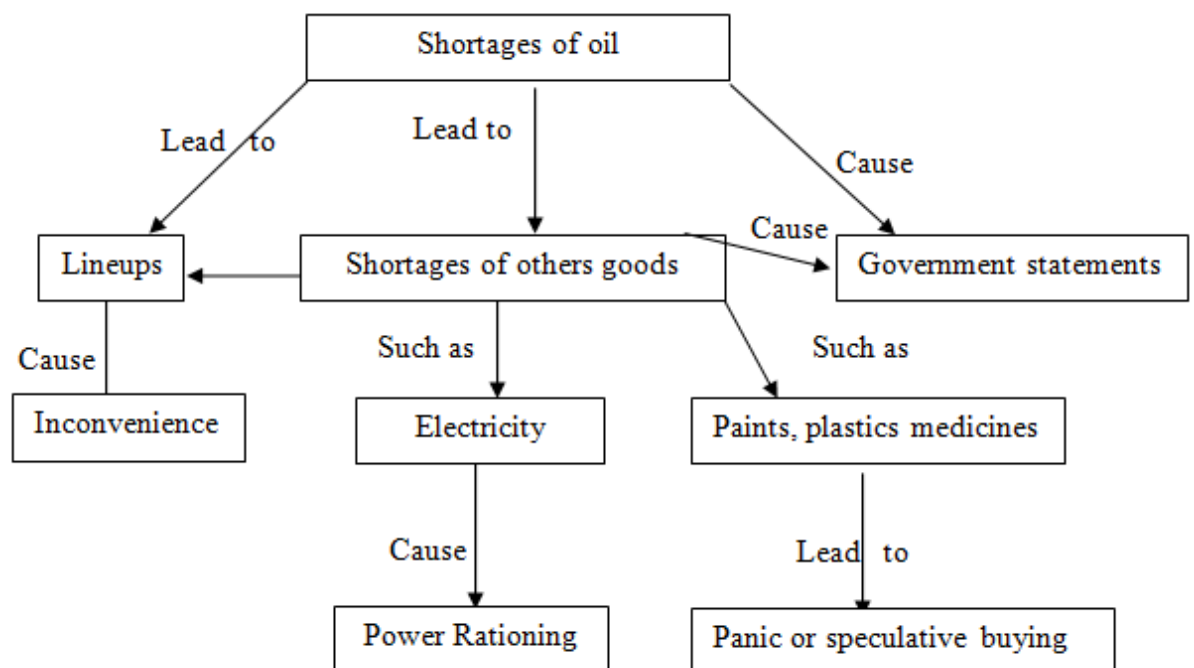 Shortages of oil
Lead to
Lead to
Cause
Cause
Lineups
Shortages of others goods
Government statements
Cause
Such as
Such as
Inconvenience
Electricity
Paints, plastics medicines
Cause
Lead to
Power Rationing
Panic or speculative buying